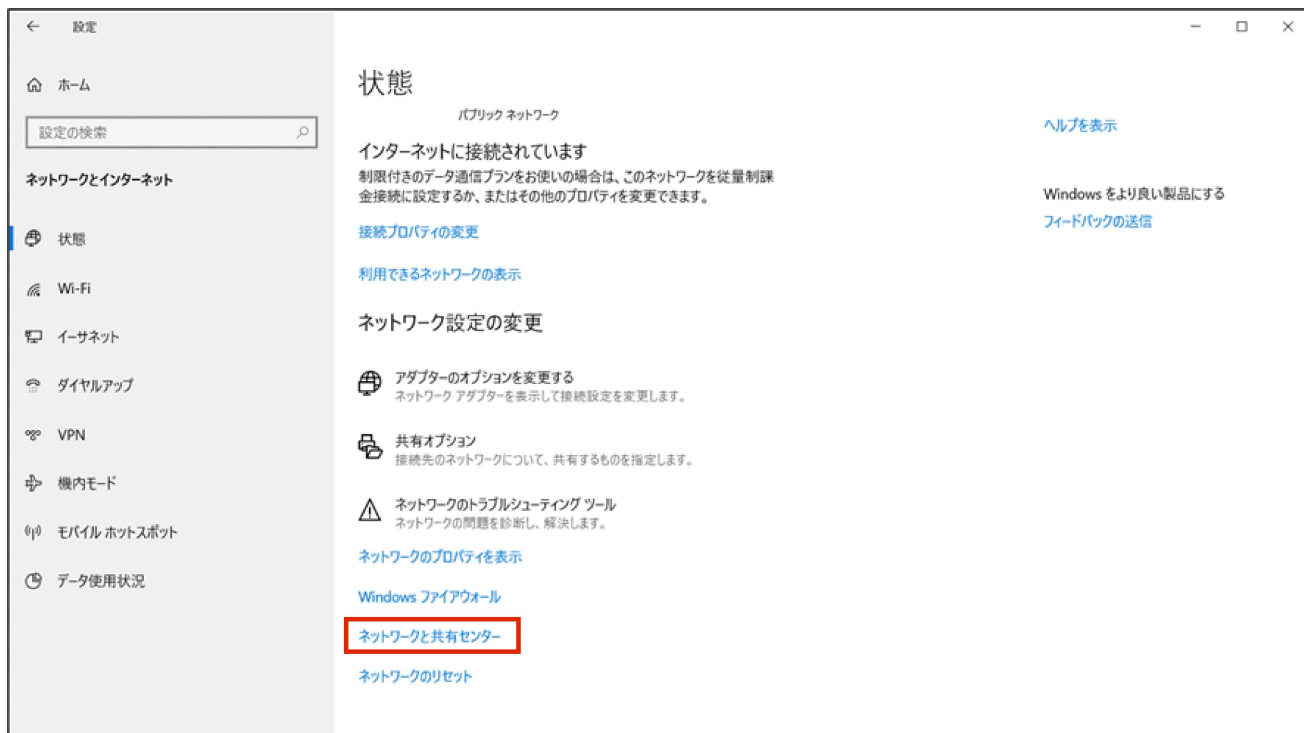 設定
ホーム
設定の検索
ネットワークとインターネット
状態
Wi-Fi
イーサネット
ダイヤルアップ
VPN
機内モード
モバイル ホットスポット
データ使用状況
状態
パブリック ネットワーク
インターネットに接続されています
制限付きのデータ通信プランをお使いの場合は、このネットワークを従量制課
金接続に設定するか、またはその他のプロパティを変更できます。
接続プロパティの変更
利用できるネットワークの表示
ネットワーク設定の変更
アダプターのオプションを変更する
ネットワーク アダプターを表示して接続設定を変更します。
共有オプション
接続先のネットワークについて、共有するものを指定します。
ネットワークのトラブルシューティング ツール
ネットワークの問題を診断し、解決します。
ネットワークのプロパティを表示
Windows ファイアウォール
ネットワークと共有センター
ネットワークのリセット
ヘルプを表示
Windows をより良い製品にする
フィードバックの送信